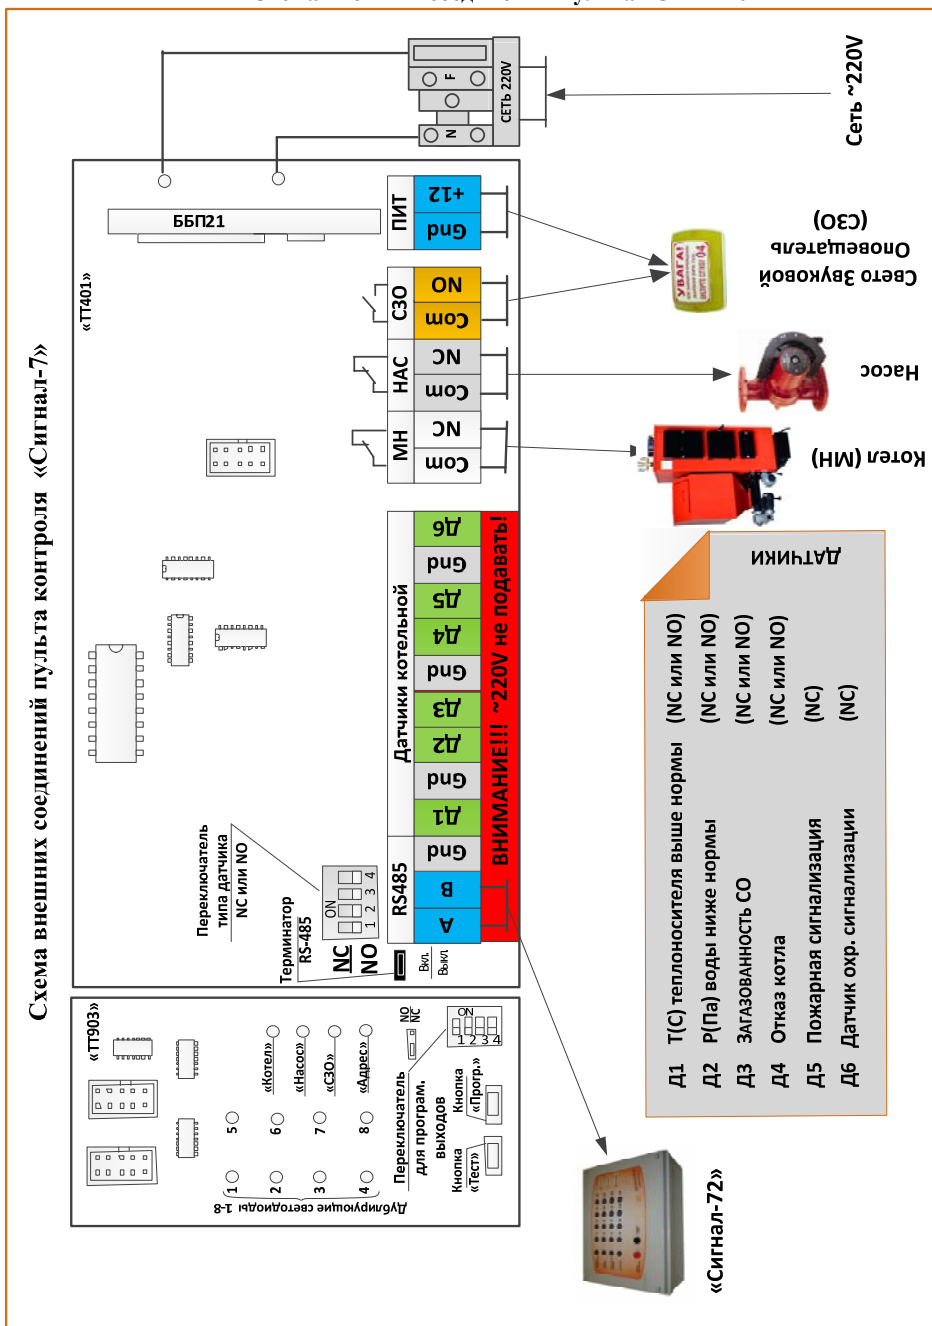 Схема внешних соединений пульта контроля «Сигнал-7»
«ТТ903»
1
2
3
4
5
6
7
8
Дублирующие светодиоды 1-8
«Котел»
«Насос»
«СЗО»
«Адрес»
Переключатель
для програм.
выходов
NO
NC
ON
1 2 3 4
Кнопка
«Тест»
Кнопка
«Прогр.»
«ТТ401»
ББП21
Переключатель
типа датчика
NC или NO
Терминатор
RS-485
NC
NO
ON
1 2 3 4
Вкл.
Выкл
RS485
A
B
Gnd
Датчики котельной
Д1
Gnd
Д2
Д3
Gnd
Д4
Д5
Gnd
Д6
ВНИМАНИЕ!!! ~220V не подавать!
МН
Com
NC
НАС
Com
NC
СЗО
Com
NO
ПИТ
Gnd
+12
N
F
СЕТЬ 220V
Сеть ~220V
Свето Звуковой
Оповещатель
(СЗО)
УВАГА!
Насос
Котел (МН)
ДАТЧИКИ
Д1 Т(С) теплоносителя выше нормы (NC или NO)
Д2 Р(Па) воды ниже нормы (NC или NO)
Д3 ЗАГАЗОВАННОСТЬ СО (NC или NO)
Д4 Отказ котла (NC или NO)
Д5 Пожарная сигнализация (NC)
Д6 Датчик охр. сигнализации (NC)
«Сигнал-72»